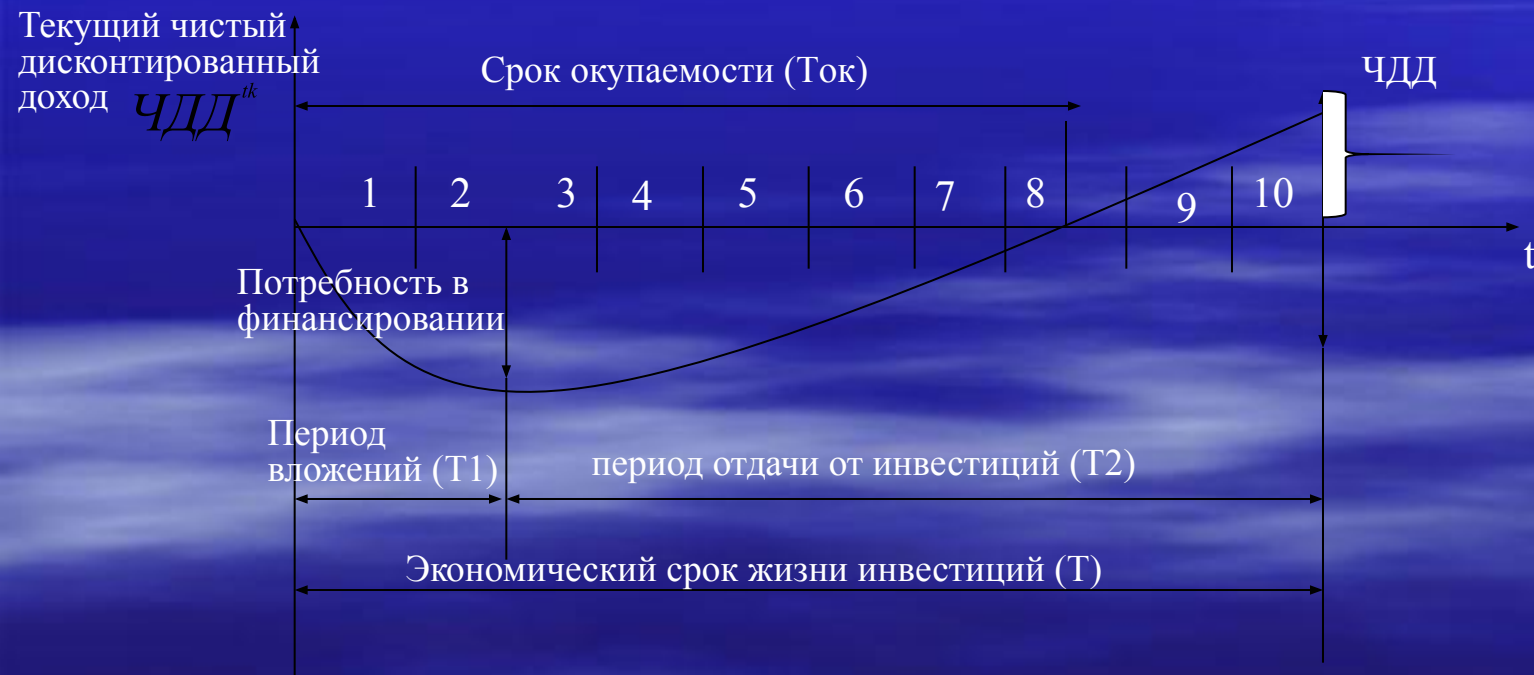 Текущий чистый
дисконтированный
доход ЧДД^tk
Срок окупаемости (Ток)
ЧДД
1 2 3 4 5 6 7 8 9 10
t
Потребность в
финансировании
Период
вложений (Т1)
период отдачи от инвестиций (Т2)
Экономический срок жизни инвестиций (Т)